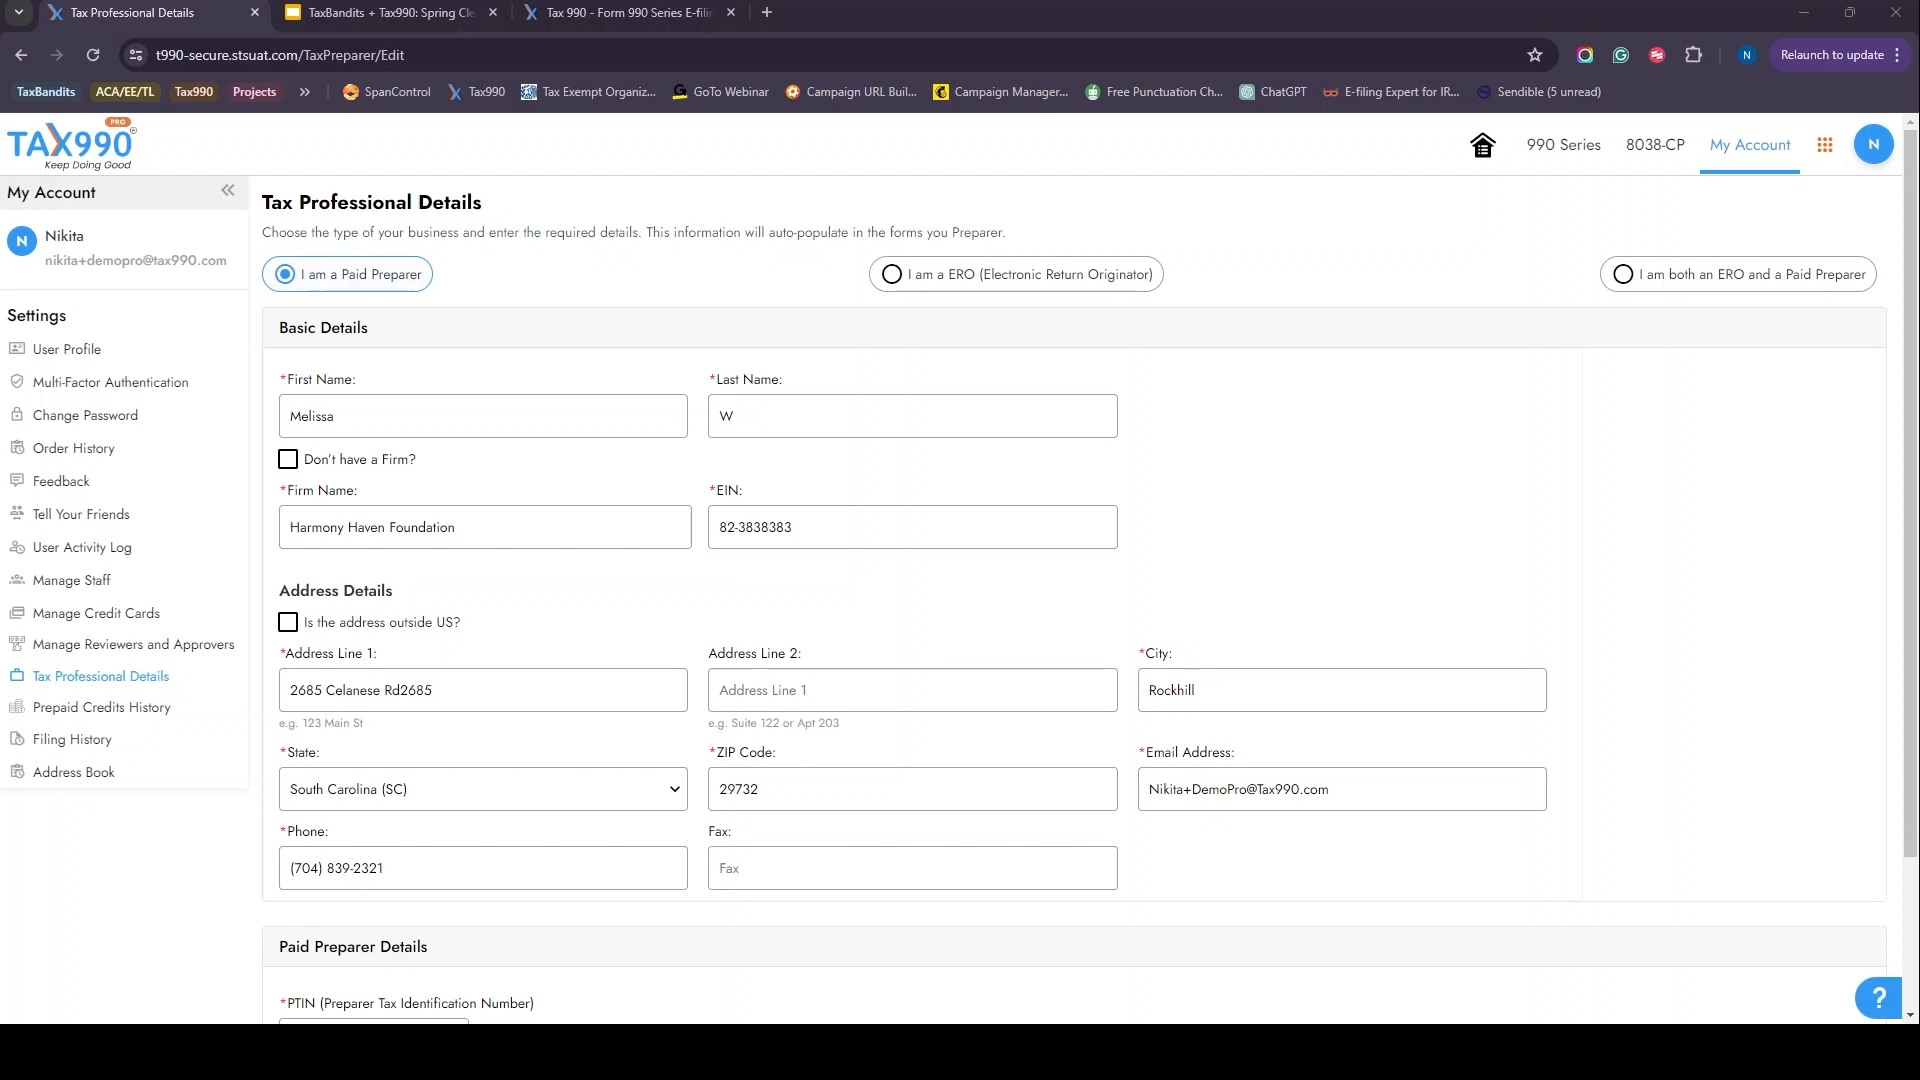 Tax Professional Details
TaxBandits + Tax990: Spring Cle
Tax 990 - Form 990 Series E-filin
t990-secure.stsuat.com/TaxPreparer/Edit
N
Relaunch to update
TaxBandits
ACA/EE/TL
Tax990
Projects
SpanControl
Tax990
Tax Exempt Organiz...
GoTo Webinar
Campaign URL Buil...
Campaign Manager...
Free Punctuation Ch...
ChatGPT
E-filing Expert for IR...
Sendible (5 unread)
PRO
TAX990®
Keep Doing Good
990 Series
8038-CP
My Account
N
My Account
N
Nikita
nikita+demopro@tax990.com
Settings
User Profile
Multi-Factor Authentication
Change Password
Order History
Feedback
Tell Your Friends
User Activity Log
Manage Staff
Manage Credit Cards
Manage Reviewers and Approvers
Tax Professional Details
Prepaid Credits History
Filing History
Address Book
Tax Professional Details
Choose the type of your business and enter the required details. This information will auto-populate in the forms you Preparer.
I am a Paid Preparer
I am a ERO (Electronic Return Originator)
I am both an ERO and a Paid Preparer
Basic Details
*First Name:
*Last Name:
Melissa
W
Don't have a Firm?
*Firm Name:
*EIN:
Harmony Haven Foundation
82-3838383
Address Details
Is the address outside US?
*Address Line 1:
Address Line 2:
*City:
2685 Celanese Rd2685
Address Line 1
Rockhill
e.g. 123 Main St
e.g. Suite 122 or Apt 203
*State:
*ZIP Code:
*Email Address:
South Carolina (SC)
29732
Nikita+DemoPro@Tax990.com
*Phone:
Fax:
(704) 839-2321
Fax
Paid Preparer Details
*PTIN (Preparer Tax Identification Number)
?